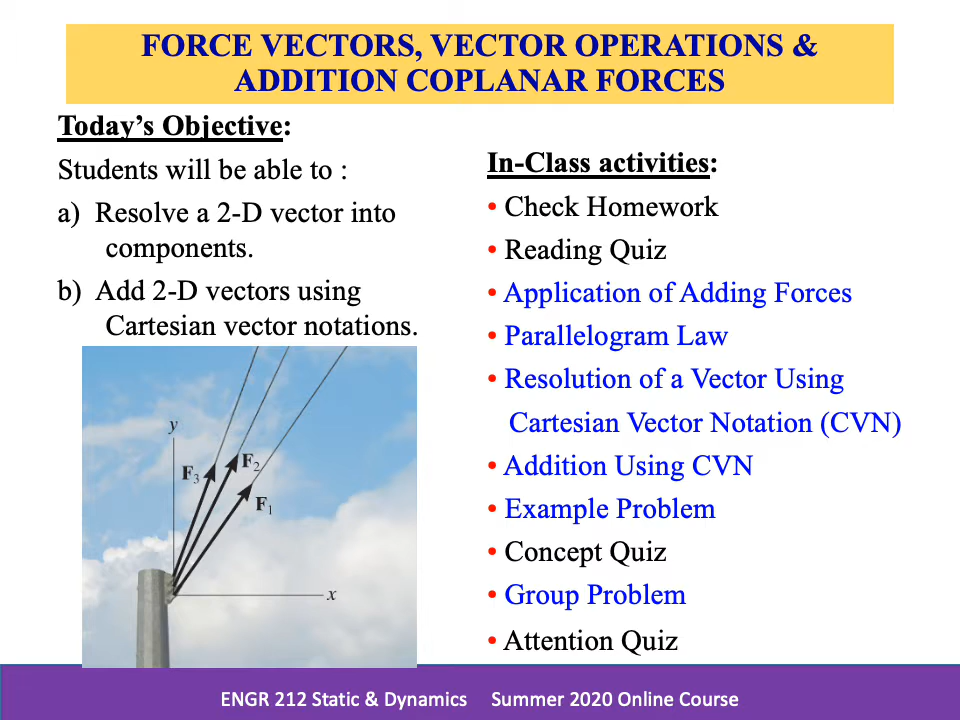 FORCE VECTORS, VECTOR OPERATIONS &
ADDITION COPLANAR FORCES
Today’s Objective:
Students will be able to :
a) Resolve a 2-D vector into
components.
b) Add 2-D vectors using
Cartesian vector notations.
y
F3
F2
F1
x
In-Class activities:
• Check Homework
• Reading Quiz
• Application of Adding Forces
• Parallelogram Law
• Resolution of a Vector Using
Cartesian Vector Notation (CVN)
• Addition Using CVN
• Example Problem
• Concept Quiz
• Group Problem
• Attention Quiz
ENGR 212 Static & Dynamics Summer 2020 Online Course